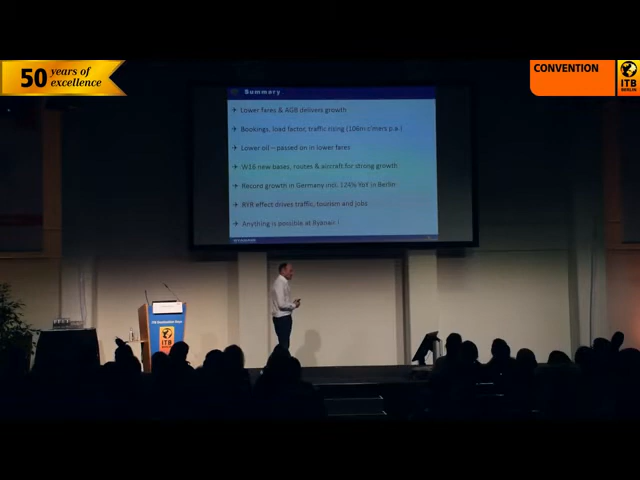 50 years of
excellence
CONVENTION
ITB
BERLIN
Summary
Lower fares & AGB delivers growth
Bookings, load factor, traffic rising (106m c'mers p.a.)
Lower oil – passed on in lower fares
W16 new bases, routes & aircraft for strong growth
Record growth in Germany incl. 124% YoY in Berlin
RYR effect drives traffic, tourism and jobs
Anything is possible at Ryanair !
ITB